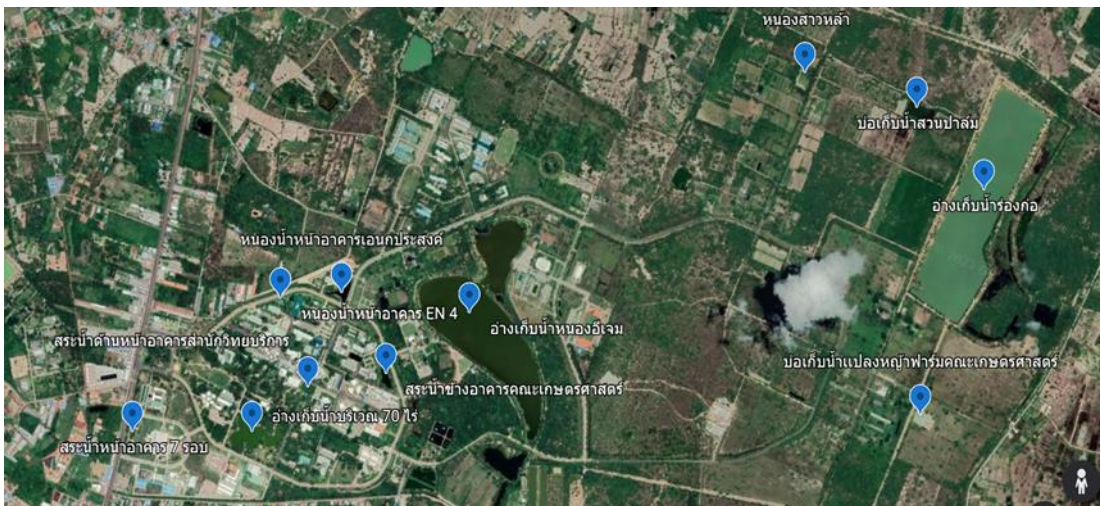 หนองสาวหล้า
บ่อเก็บน้ำสวนปาล์ม
อ่างเก็บน้ำร่องก่อ
หนองน้ำหน้าอาคารเอนกประสงค์
หนองน้ำหน้าอาคาร EN 4
อ่างเก็บน้ำหนองอีเจม
สระน้ำด้านหน้าอาคารสำนักวิทยบริการ
บ่อเก็บน้ำแปลงหญ้าฟาร์มคณะเกษตรศาสตร์
สระน้ำข้างอาคารคณะเกษตรศาสตร์
อ่างเก็บน้ำบริเวณ 70 ไร่
สระน้ำหน้าอาคาร 7 รอบ